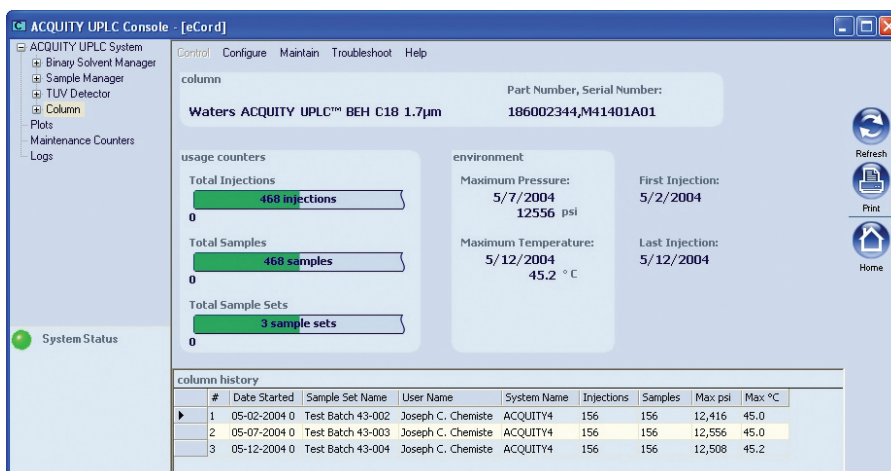 ACQUITY UPLC Console - [eCord]
ACQUITY UPLC System
Binary Solvent Manager
Sample Manager
TUV Detector
Column
Plots
Maintenance Counters
Logs
System Status
Control Configure Maintain Troubleshoot Help
column
Part Number, Serial Number:
Waters ACQUITY UPLC™ BEH C18 1.7µm 186002344,M41401A01
usage counters
Total Injections
468 injections
0
Total Samples
468 samples
0
Total Sample Sets
3 sample sets
0
environment
Maximum Pressure: First Injection:
5/7/2004 5/2/2004
12556 psi
Maximum Temperature: Last Injection:
5/12/2004 5/12/2004
45.2 °C
Refresh
Print
Home
column history
# Date Started Sample Set Name User Name System Name Injections Samples Max psi Max °C
1 05-02-2004 0 Test Batch 43-002 Joseph C. Chemiste ACQUITY4 156 156 12,416 45.0
2 05-07-2004 0 Test Batch 43-003 Joseph C. Chemiste ACQUITY4 156 156 12,556 45.0
3 05-12-2004 0 Test Batch 43-004 Joseph C. Chemiste ACQUITY4 156 156 12,508 45.2